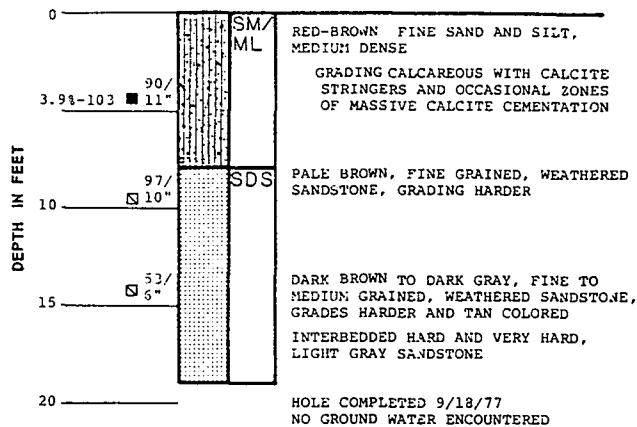 0
SM/
ML
RED-BROWN FINE SAND AND SILT,
MEDIUM DENSE
GRADING CALCAREOUS WITH CALCITE
STRINGERS AND OCCASIONAL ZONES
OF MASSIVE CALCITE CEMENTATION
3.9%-103
90/
11"
SDS
PALE BROWN, FINE GRAINED, WEATHERED
SANDSTONE, GRADING HARDER
97/
10"
10
DEPTH IN FEET
53/
6"
15
DARK BROWN TO DARK GRAY, FINE TO
MEDIUM GRAINED, WEATHERED SANDSTONE,
GRADES HARDER AND TAN COLORED
INTERBEDDED HARD AND VERY HARD,
LIGHT GRAY SANDSTONE
20
HOLE COMPLETED 9/18/77
NO GROUND WATER ENCOUNTERED